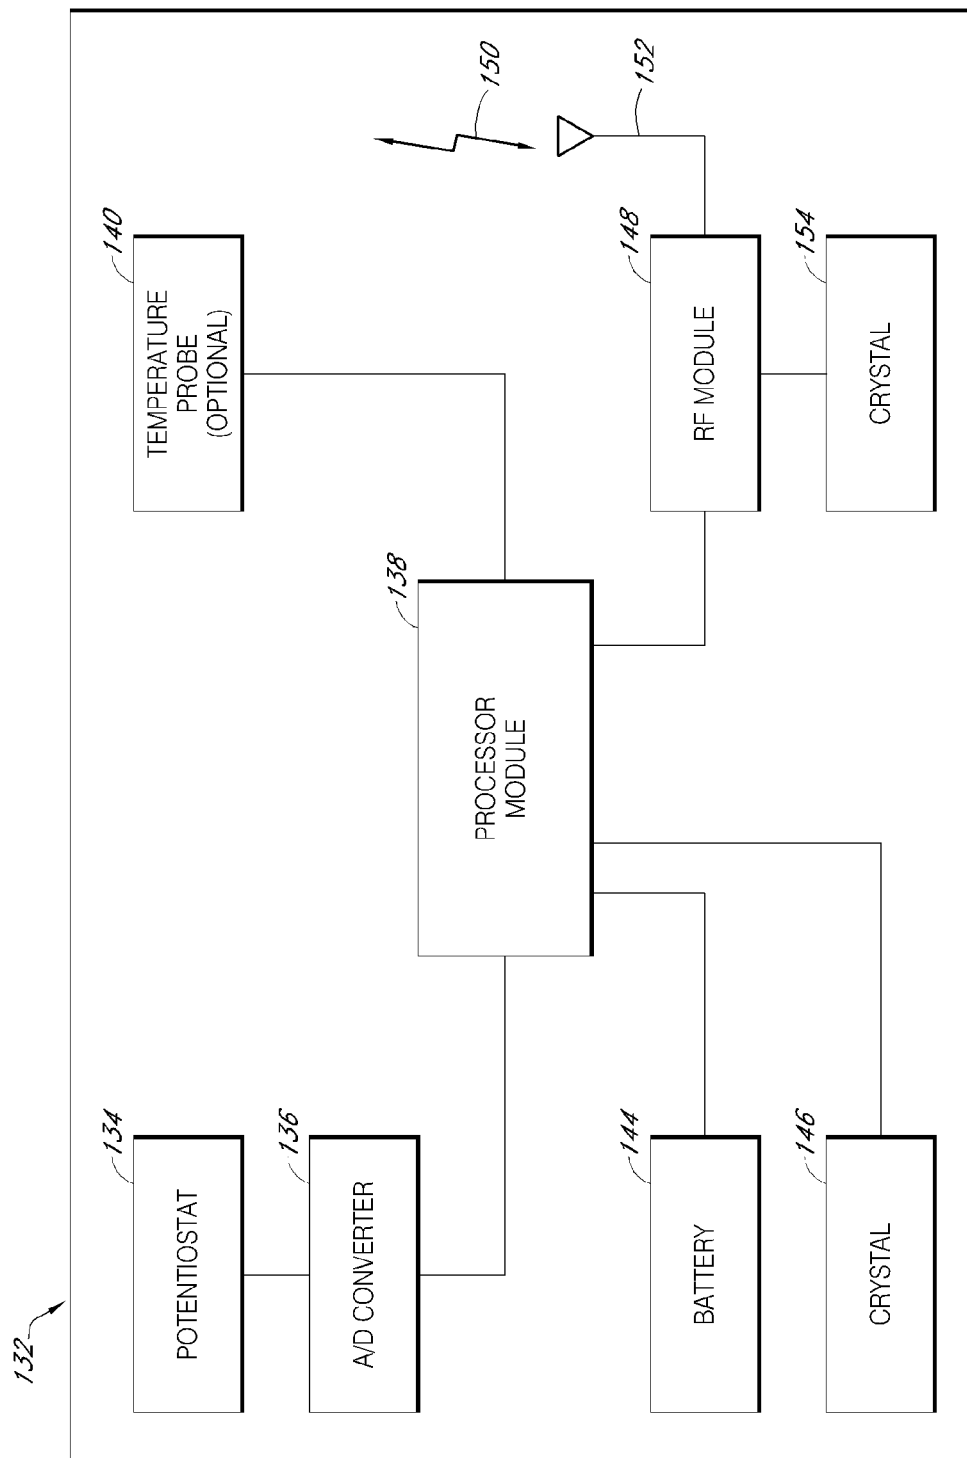 132
134
POTENTIOSTAT
136
A/D CONVERTER
138
PROCESSOR
MODULE
140
TEMPERATURE
PROBE
(OPTIONAL)
144
BATTERY
146
CRYSTAL
148
RF MODULE
150
152
154
CRYSTAL